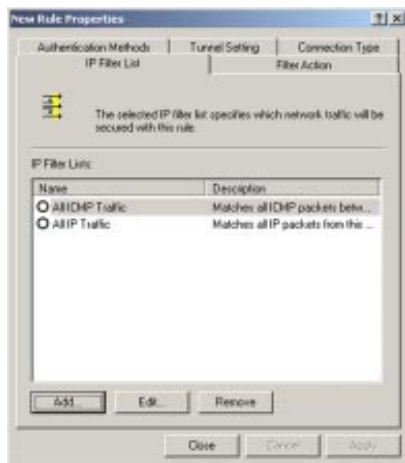 New Rule Properties
Authentication Methods
Tunnel Setting
Connection Type
IP Filter List
Filter Action
The selected IP filter list specifies which network traffic will be
secured with this rule.
IP Filter Lists:
Name
Description
All ICMP Traffic
Matches all ICMP packets betw...
All IP Traffic
Matches all IP packets from this ...
Add...
Edit...
Remove
Close
Cancel
Apply